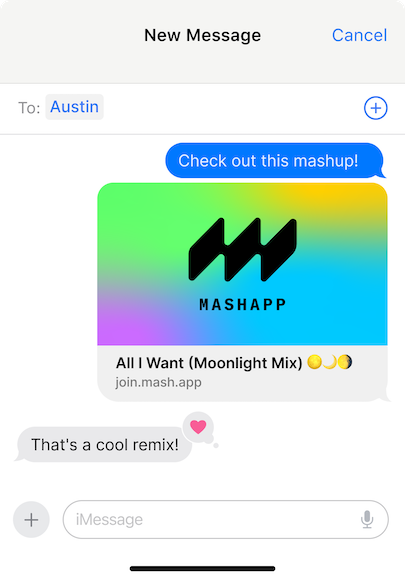 New Message
Cancel
To: Austin
Check out this mashup!
MASHAPP
All I Want (Moonlight Mix) 🌕🌙🌖
join.mash.app
That's a cool remix!
iMessage